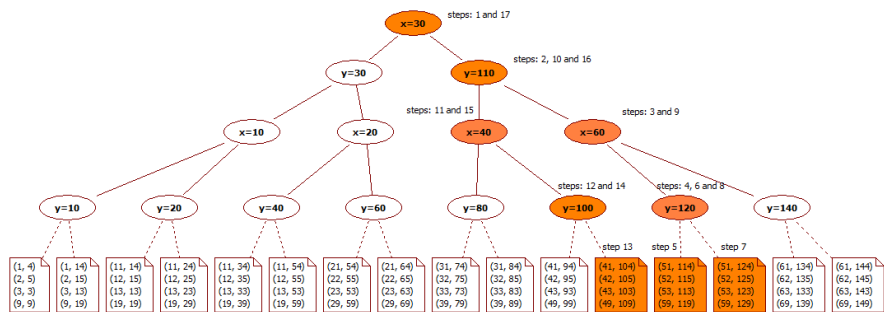 x=30
steps: 1 and 17
y=30
y=110
steps: 2, 10 and 16
steps: 11 and 15
steps: 3 and 9
x=10
x=20
x=40
x=60
steps: 12 and 14
steps: 4, 6 and 8
y=10
y=20
y=40
y=60
y=80
y=100
y=120
y=140
step 13
step 5
step 7
(1, 4)
(2, 5)
(3, 3)
(9, 9)
(1, 14)
(2, 15)
(3, 13)
(9, 19)
(11, 14)
(12, 15)
(13, 13)
(19, 19)
(11, 24)
(12, 25)
(13, 23)
(19, 29)
(11, 34)
(12, 35)
(13, 33)
(19, 39)
(11, 54)
(12, 55)
(13, 53)
(19, 59)
(21, 54)
(22, 55)
(23, 53)
(29, 59)
(21, 64)
(22, 65)
(23, 63)
(29, 69)
(31, 74)
(32, 75)
(33, 73)
(39, 79)
(31, 84)
(32, 85)
(33, 83)
(39, 89)
(41, 94)
(42, 95)
(43, 93)
(49, 99)
(41, 104)
(42, 105)
(43, 103)
(49, 109)
(51, 114)
(52, 115)
(53, 113)
(59, 119)
(51, 124)
(52, 125)
(53, 123)
(59, 129)
(61, 134)
(62, 135)
(63, 133)
(69, 139)
(61, 144)
(62, 145)
(63, 143)
(69, 149)